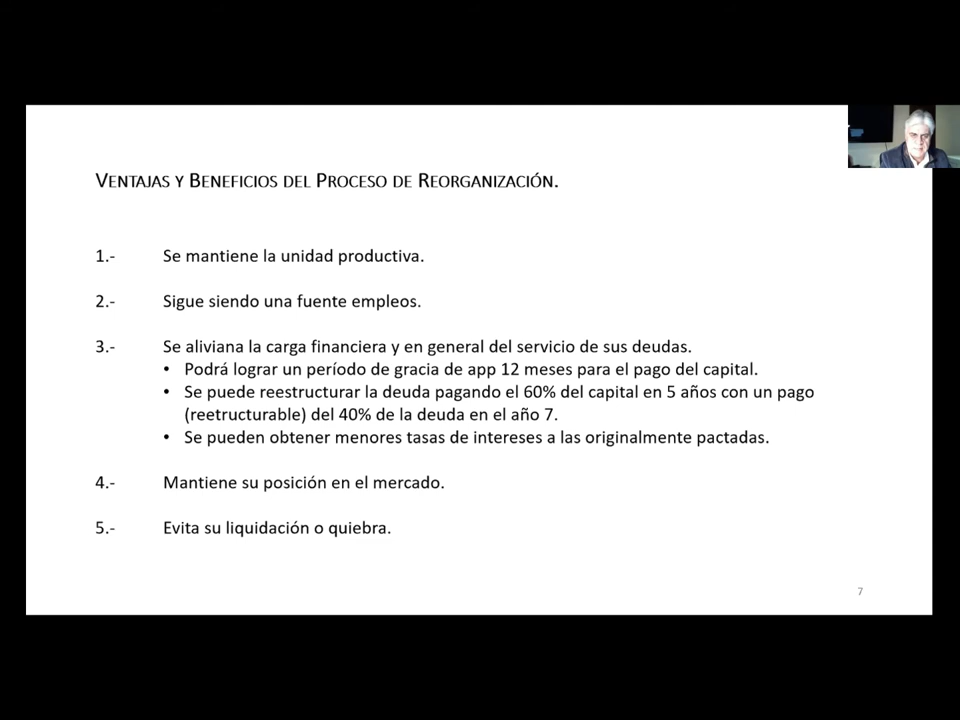 VENTAJAS Y BENEFICIOS DEL PROCESO DE REORGANIZACIÓN.
1.- Se mantiene la unidad productiva.
2.- Sigue siendo una fuente empleos.
3.- Se aliviana la carga financiera y en general del servicio de sus deudas.
• Podrá lograr un período de gracia de app 12 meses para el pago del capital.
• Se puede reestructurar la deuda pagando el 60% del capital en 5 años con un pago
(reetructurable) del 40% de la deuda en el año 7.
• Se pueden obtener menores tasas de intereses a las originalmente pactadas.
4.- Mantiene su posición en el mercado.
5.- Evita su liquidación o quiebra.
7